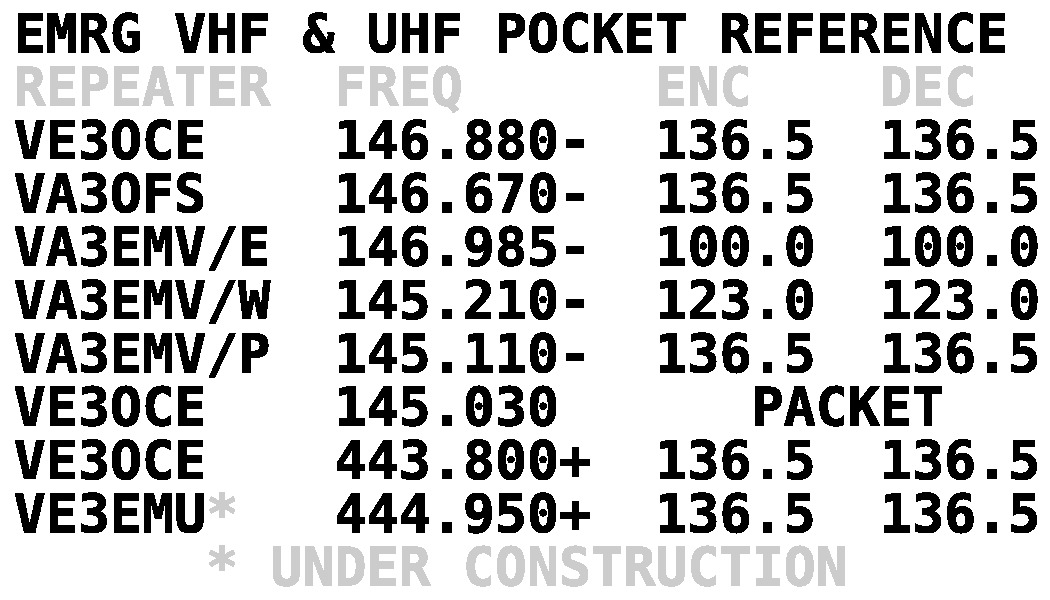 EMRG VHF & UHF POCKET REFERENCE
REPEATER FREQ ENC DEC
VE3OCE 146.880- 136.5 136.5
VA3OFS 146.670- 136.5 136.5
VA3EMV/E 146.985- 100.0 100.0
VA3EMV/W 145.210- 123.0 123.0
VA3EMV/P 145.110- 136.5 136.5
VE3OCE 145.030 PACKET
VE3OCE 443.800+ 136.5 136.5
VE3EMU* 444.950+ 136.5 136.5
* UNDER CONSTRUCTION